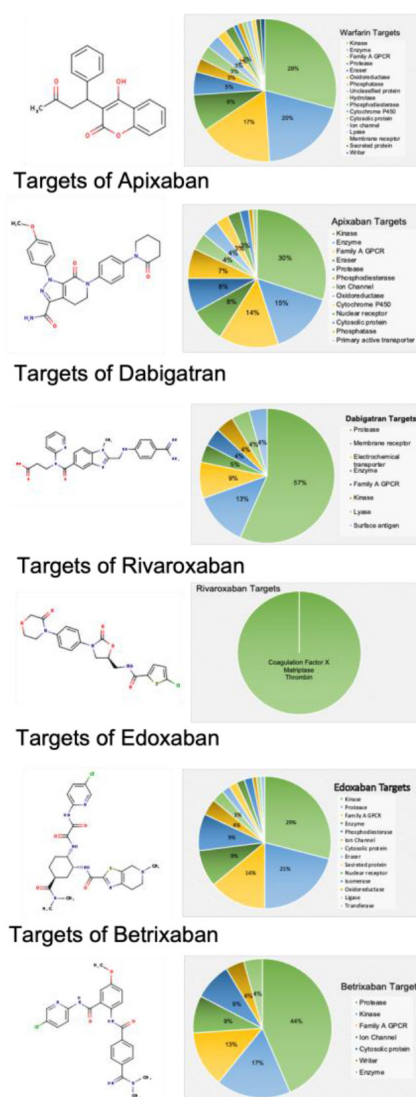 Warfarin Targets
Kinase
Enzyme
Family A GPCR
Protease
Eraser
Oxidoreductase
Phosphatase
Unclassified protein
Hydrolase
Phosphodiesterase
Cytochrome P450
Cytosolic protein
Ion channel
Lyase
Membrane receptor
Secreted protein
Writer
20%
17%
Targets of Apixaban
Apixaban Targets
Kinase
Enzyme
Family A GPCR
Eraser
Protease
Phosphodiesterase
Ion Channel
Oxidoreductase
Cytochrome P450
Nuclear receptor
Cytosolic protein
Phosphatase
Primary active transporter
30%
15%
14%
8%
8%
7%
4%
4%
Targets of Dabigatran
Dabigatran Targets
Protease
Membrane receptor
Electrochemical
transporter
Enzyme
Family A GPCR
Kinase
Lyase
Surface antigen
57%
13%
9%
5%
4%
4%
4%
4%
Targets of Rivaroxaban
Rivaroxaban Targets
Coagulation Factor X
Matriptase
Thrombin
Targets of Edoxaban
Edoxaban Targets
Kinase
Protease
Family A GPCR
Enzyme
Phosphodiesterase
Ion Channel
Cytosolic protein
Eraser
Secreted protein
Nuclear receptor
Isomerase
Oxidoreductase
Ligase
Transferase
21%
14%
9%
9%
4%
Targets of Betrixaban
Betrixaban Target
Protease
Kinase
Family A GPCR
Ion Channel
Cytosolic protein
Writer
Enzyme
44%
17%
13%
9%
4%
4%